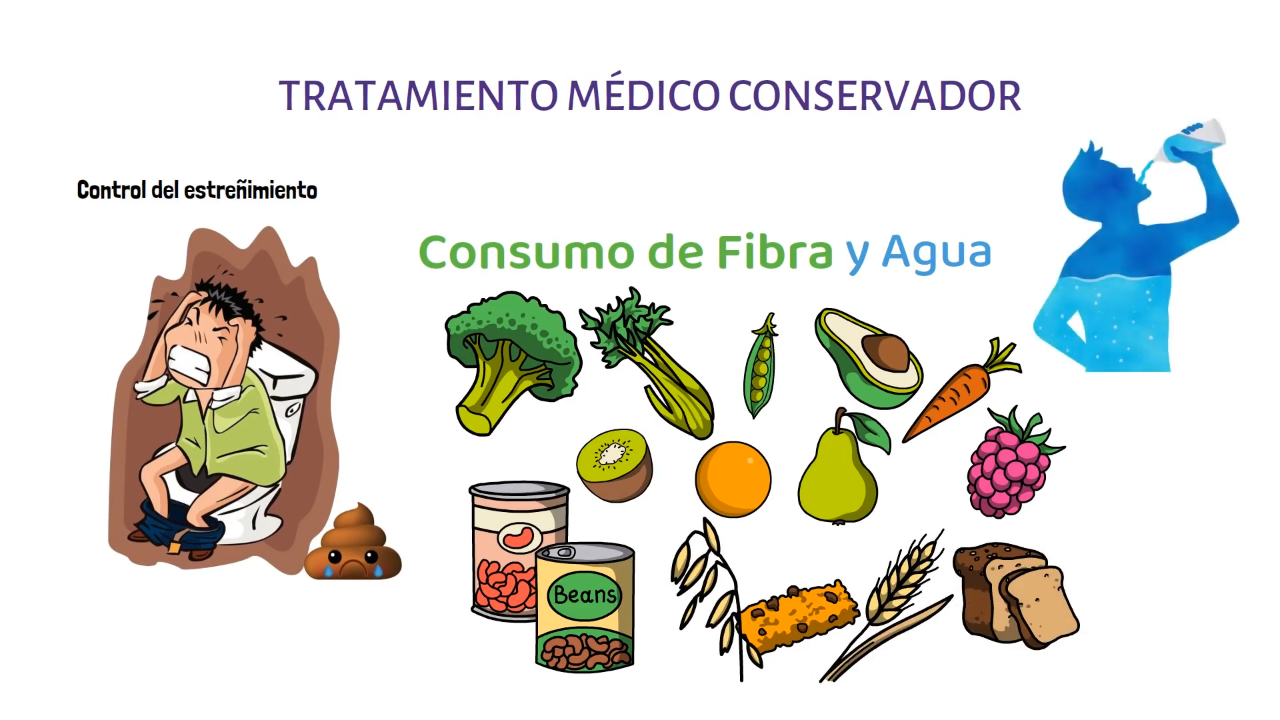 TRATAMIENTO MÉDICO CONSERVADOR
Control del estreñimiento
Consumo de Fibra y Agua
Beans